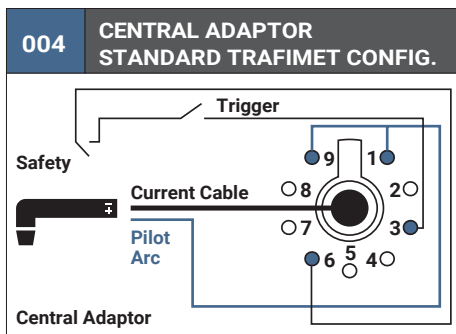 004
CENTRAL ADAPTOR
STANDARD TRAFIMET CONFIG.
Trigger
Safety
9 1
8 2
Current Cable
7 3
Pilot
Arc
6 5 4
Central Adaptor